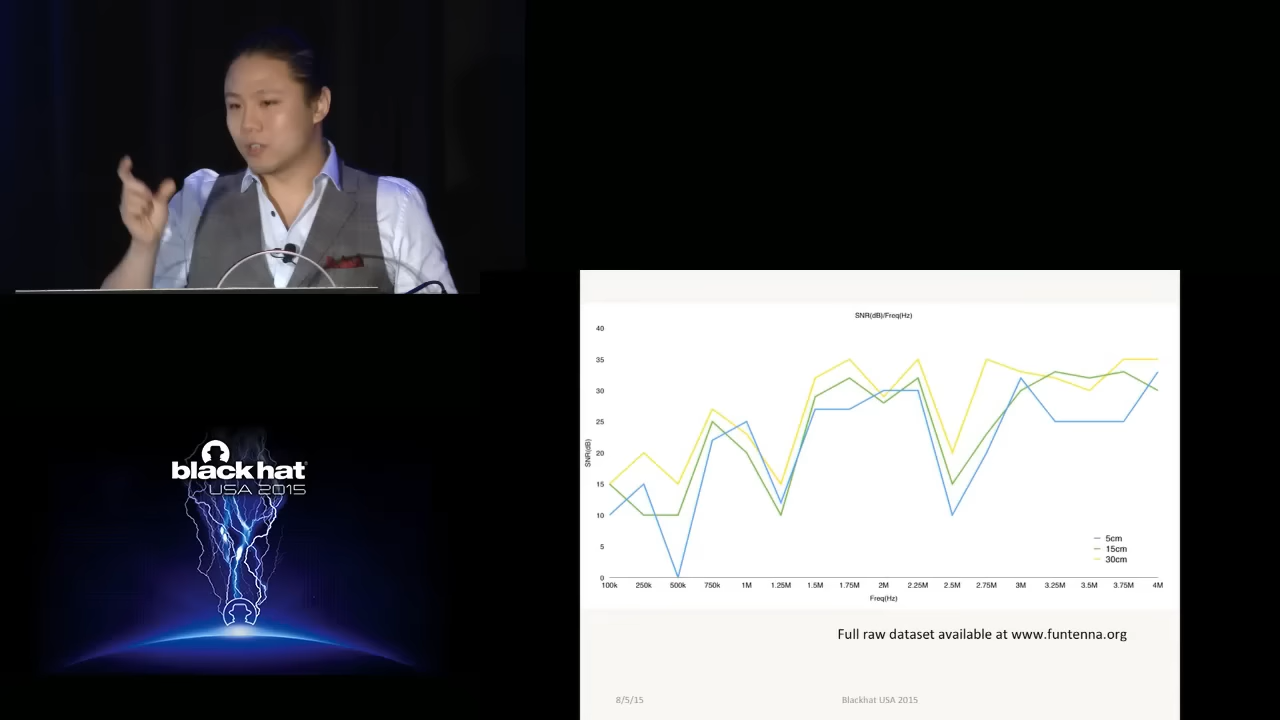 black hat
USA 2015
SNR(dB)/Freq(Hz)
40
35
30
25
20
15
10
5
0
SNR(dB)
100k 250k 500k 750k 1M 1.25M 1.5M 1.75M 2M 2.25M 2.5M 2.75M 3M 3.25M 3.5M 3.75M 4M
Freq(Hz)
5cm
15cm
30cm
Full raw dataset available at www.funtenna.org
8/5/15 Blackhat USA 2015